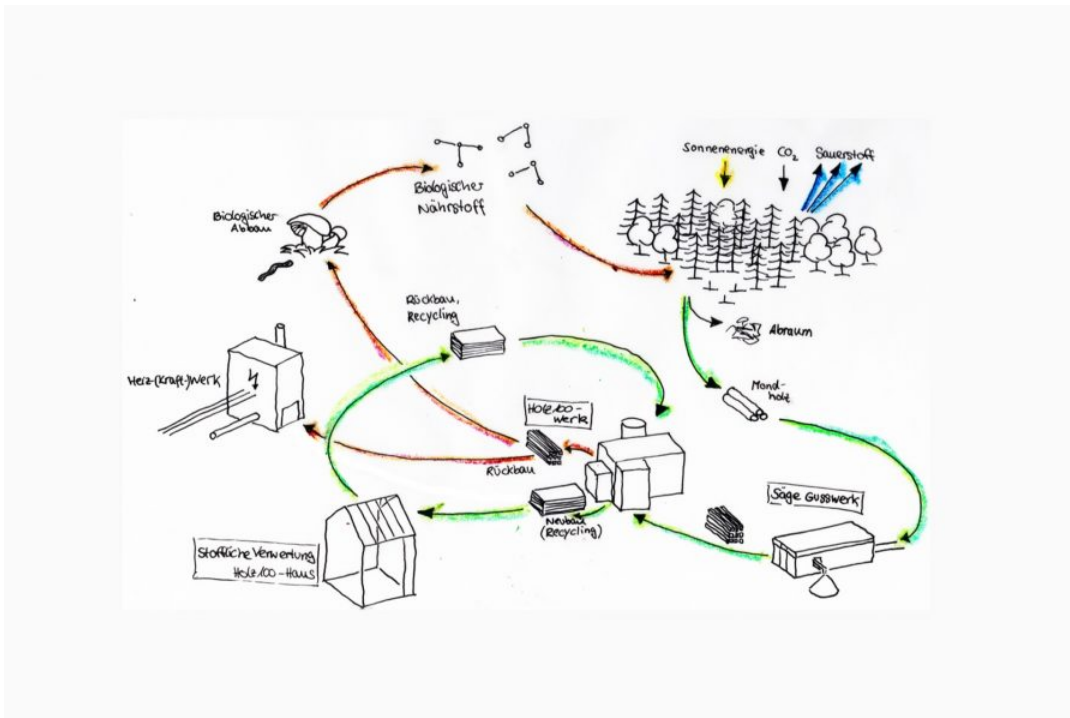 Sonnenenergie
CO2
Sauerstoff
Biologischer
Nährstoff
Biologischer
Abbau
Rückbau,
Recycling
Abraum
Heiz-(Kraft-)Werk
Mond-
holz
Holz100-
werk
Rückbau
Säge Gusswerk
Neubau
(Recycling)
Stoffliche Verwertung
Holz100-Haus